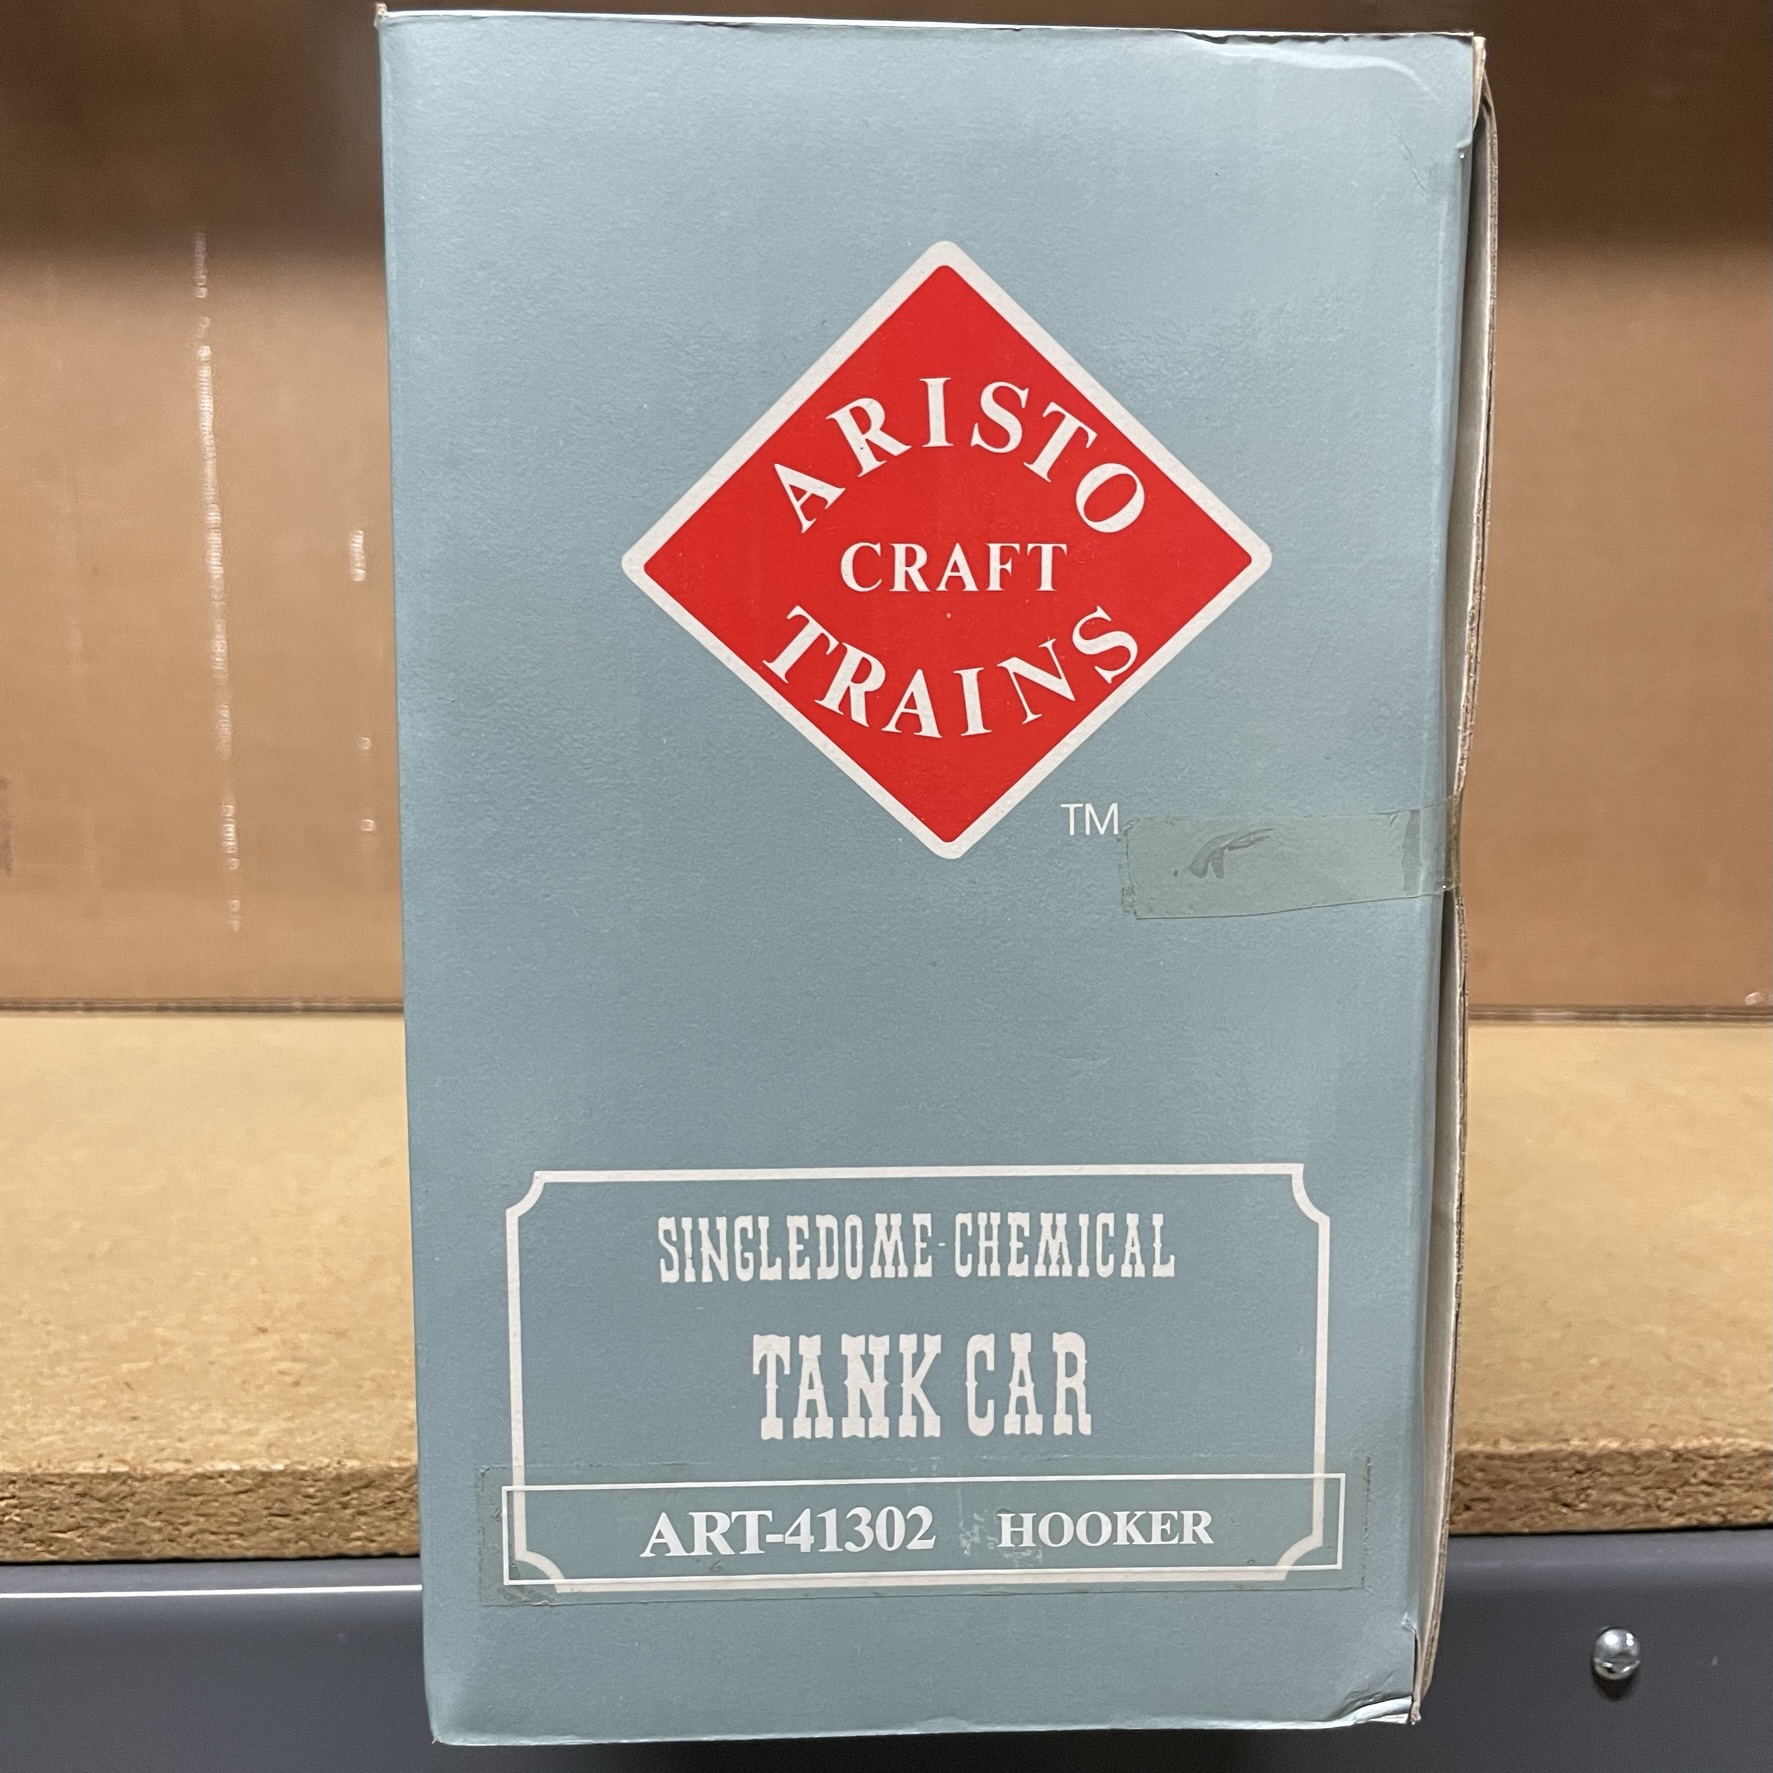 ARISTO
CRAFT
TRAINS
TM
SINGLEDOME-CHEMICAL
TANK CAR
ART-41302 HOOKER